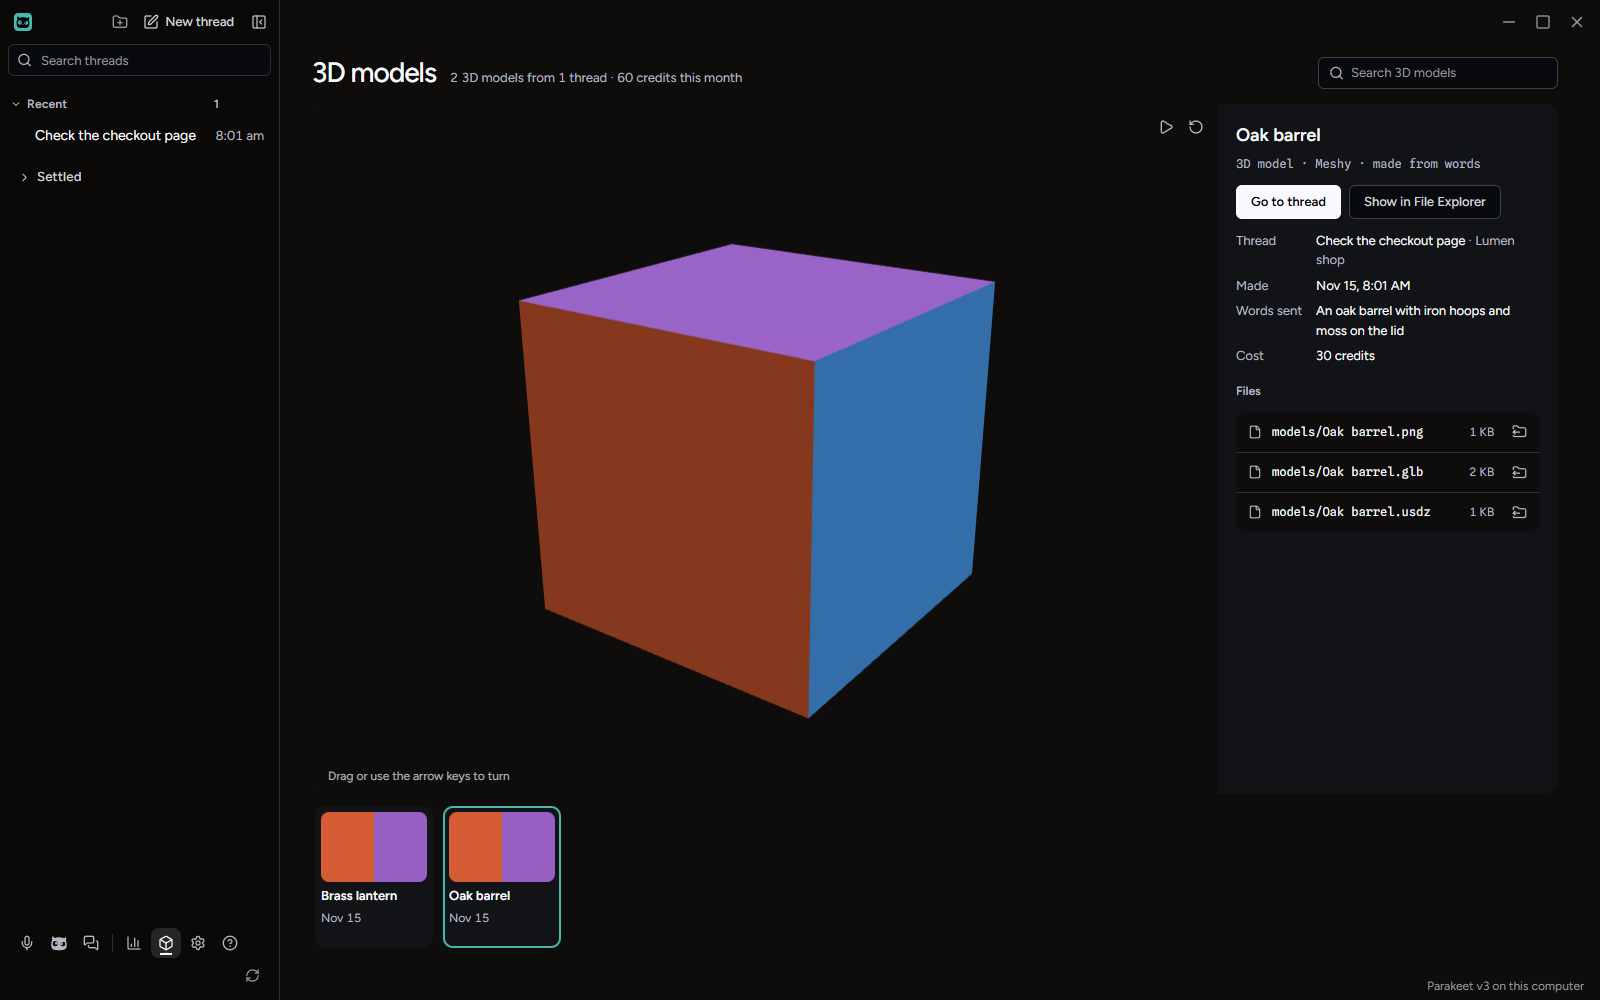 New thread
Search threads
Recent 1
Check the checkout page 8:01 am
Settled
3D models
2 3D models from 1 thread · 60 credits this month
Search 3D models
Oak barrel
3D model · Meshy · made from words
Go to thread
Show in File Explorer
Thread Check the checkout page · Lumen
shop
Made Nov 15, 8:01 AM
Words sent An oak barrel with iron hoops and
moss on the lid
Cost 30 credits
Files
models/Oak barrel.png 1 KB
models/Oak barrel.glb 2 KB
models/Oak barrel.usdz 1 KB
Drag or use the arrow keys to turn
Brass lantern
Nov 15
Oak barrel
Nov 15
Parakeet v3 on this computer